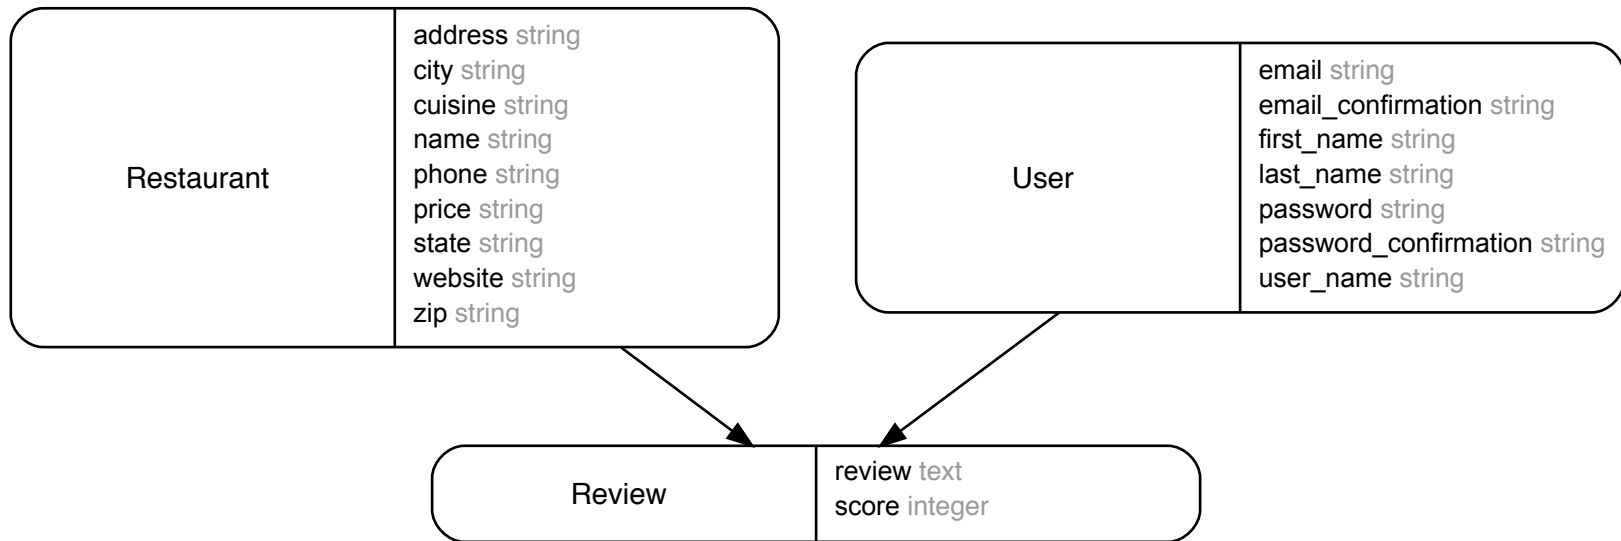 Restaurant
address string
city string
cuisine string
name string
phone string
price string
state string
website string
zip string
User
email string
email_confirmation string
first_name string
last_name string
password string
password_confirmation string
user_name string
Review
review text
score integer